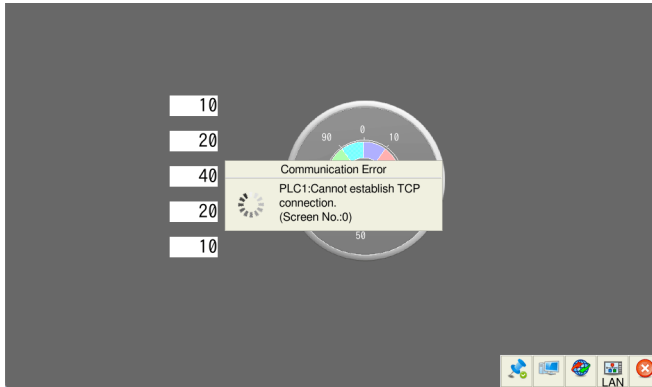 10
20
40
20
10
90 0 10
Communication Error
PLC1:Cannot establish TCP
connection.
(Screen No.:0)
50
LAN